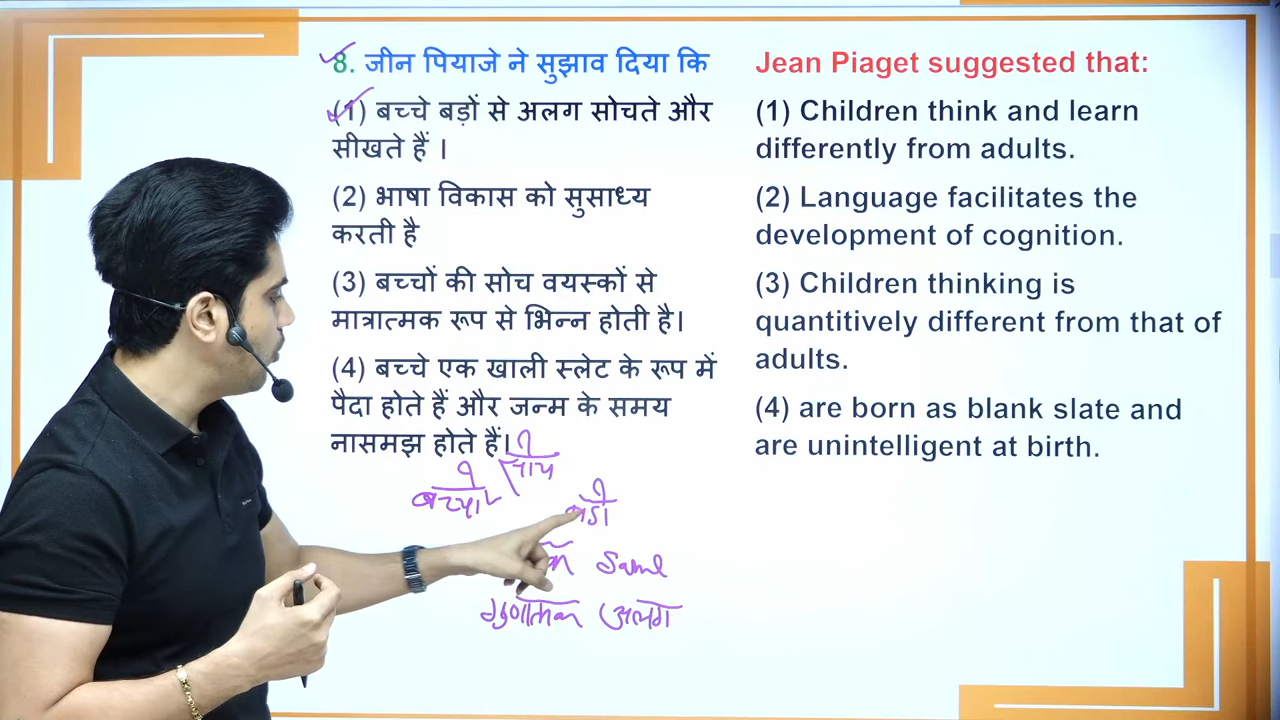 8. जीन पियाजे ने सुझाव दिया कि
(1) बच्चे बड़ों से अलग सोचते और
सीखते हैं ।
(2) भाषा विकास को सुसाध्य
करती है
(3) बच्चों की सोच वयस्कों से
मात्रात्मक रूप से भिन्न होती है।
(4) बच्चे एक खाली स्लेट के रूप में
पैदा होते हैं और जन्म के समय
नासमझ होते हैं।
Jean Piaget suggested that:
(1) Children think and learn
differently from adults.
(2) Language facilitates the
development of cognition.
(3) Children thinking is
quantitively different from that of
adults.
(4) are born as blank slate and
are unintelligent at birth.
1 1
बच्चा
1
Same
अलग